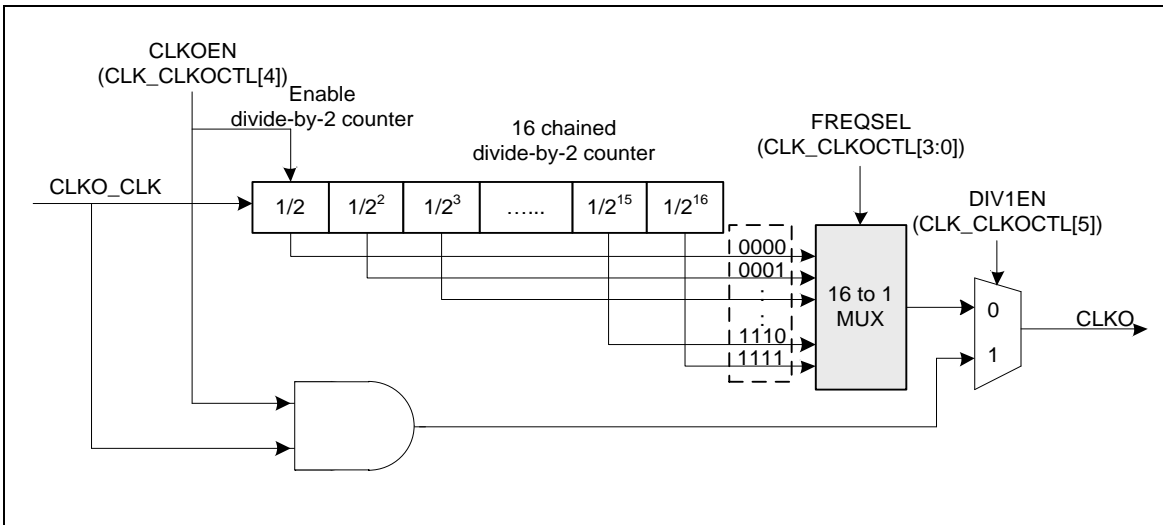 CLKOEN
(CLK_CLKOCTL[4])
Enable
divide-by-2 counter
16 chained
divide-by-2 counter
FREQSEL
(CLK_CLKOCTL[3:0])
DIV1EN
(CLK_CLKOCTL[5])
CLKO_CLK
1/2
1/2²
1/2³
…...
1/2¹⁵
1/2¹⁶
0000
0001
:
:
1110
1111
16 to 1
MUX
0
1
CLKO